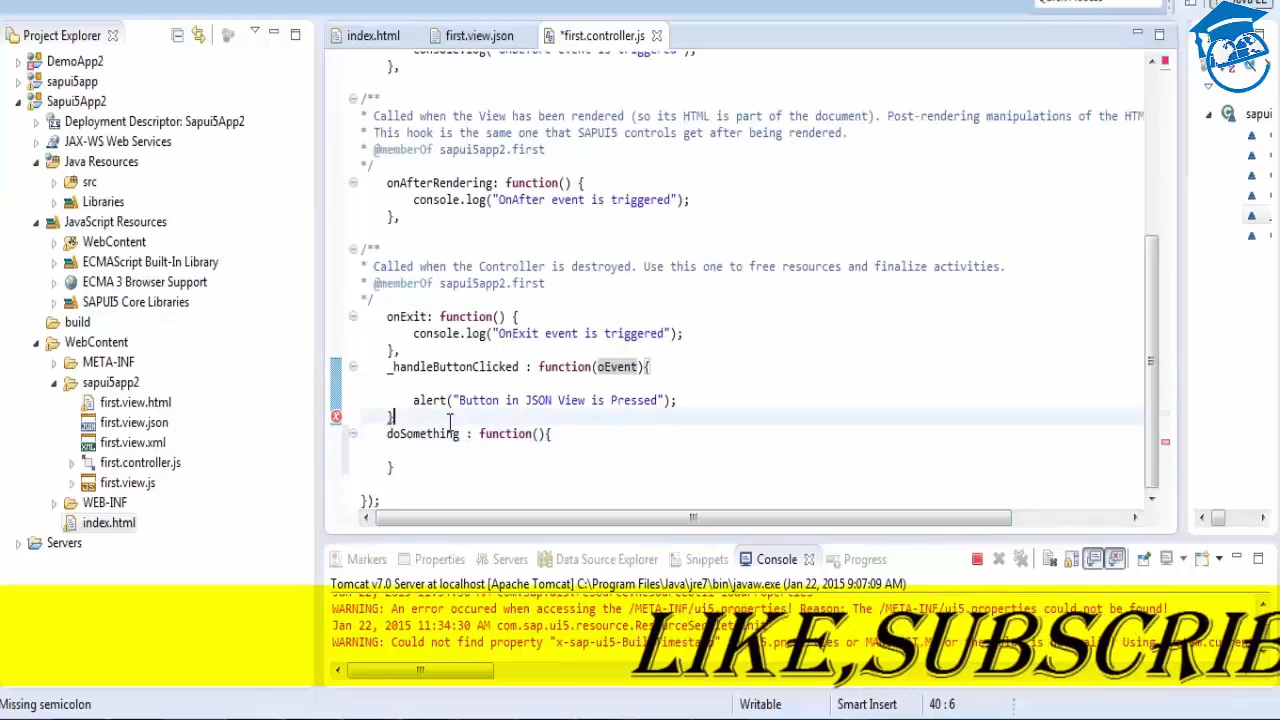 Project Explorer
index.html
first.view.json
*first.controller.js
DemoApp2
sapui5app
Sapui5App2
Deployment Descriptor: Sapui5App2
JAX-WS Web Services
Java Resources
src
Libraries
JavaScript Resources
WebContent
ECMAScript Built-In Library
ECMA 3 Browser Support
SAPUI5 Core Libraries
build
WebContent
META-INF
sapui5app2
first.view.html
first.view.json
first.view.xml
first.controller.js
first.view.js
WEB-INF
index.html
Servers
},
/**
* Called when the View has been rendered (so its HTML is part of the document). Post-rendering manipulations of the HTM
* This hook is the same one that SAPUI5 controls get after being rendered.
* @memberOf sapui5app2.first
*/
onAfterRendering: function() {
console.log("OnAfter event is triggered");
},
/**
* Called when the Controller is destroyed. Use this one to free resources and finalize activities.
* @memberOf sapui5app2.first
*/
onExit: function() {
console.log("OnExit event is triggered");
},
_handleButtonClicked : function(oEvent){
alert("Button in JSON View is Pressed");
}
doSomething : function(){
}
});
sapui
Markers
Properties
Servers
Data Source Explorer
Snippets
Console
Progress
Tomcat v7.0 Server at localhost [Apache Tomcat] C:\Program Files\Java\jre7\bin\javaw.exe (Jan 22, 2015 9:07:09 AM)
WARNING: An error occured when accessing the /META-INF/ui5.properties! Reason: The /META-INF/ui5.properties could not be found!
Jan 22, 2015 11:34:30 AM com.sap.ui5.resource.ResourceServlet
WARNING: Could not find property "x-sap-ui5-Buil
LIKE,SUBSCRIB
Missing semicolon
Writable
Smart Insert
40 : 6